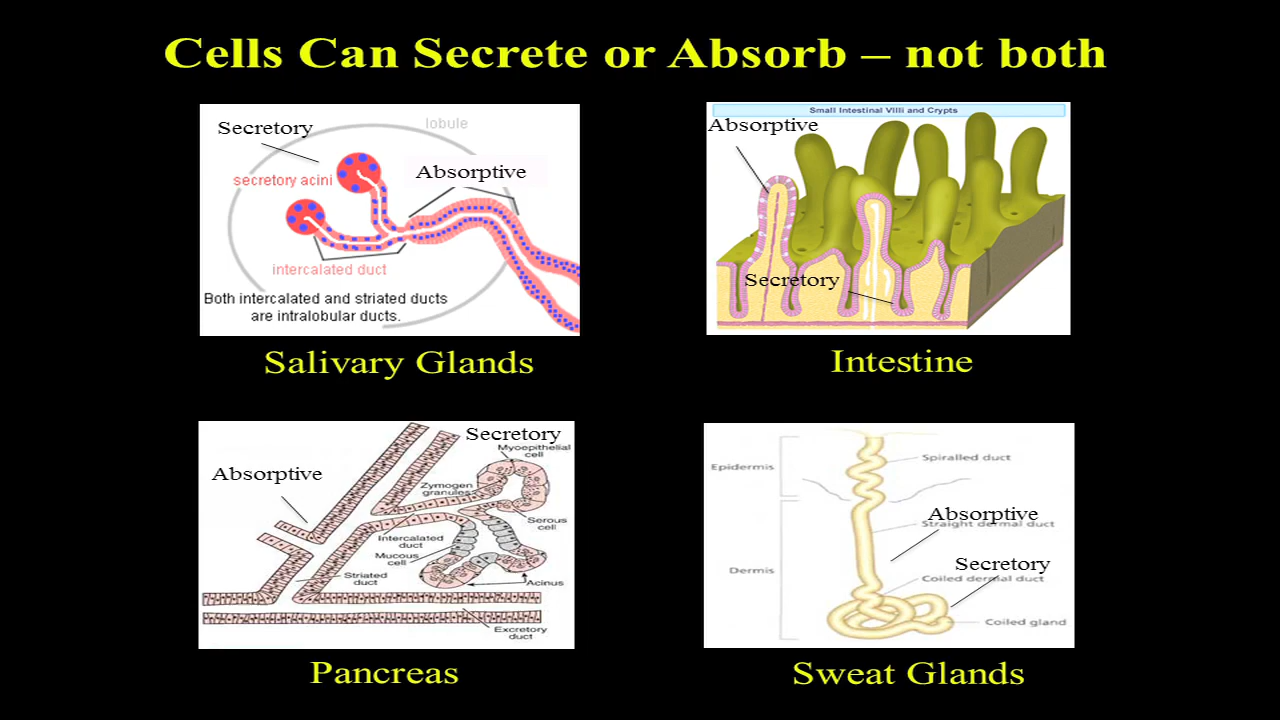 Cells Can Secrete or Absorb – not both
Secretory
lobule
Absorptive
secretory acini
intercalated duct
Both intercalated and striated ducts
are intralobular ducts.
Salivary Glands
Small Intestinal Villi and Crypts
Absorptive
Secretory
Intestine
Secretory
Myoepithelial
cell
Absorptive
Zymogen
granules
Serous
cell
Intercalated
duct
Mucous
cell
Striated
duct
Acinus
Excretory
duct
Pancreas
Epidermis
Spiralled duct
Absorptive
Straight dermal duct
Secretory
Dermis
Coiled dermal duct
Coiled gland
Sweat Glands